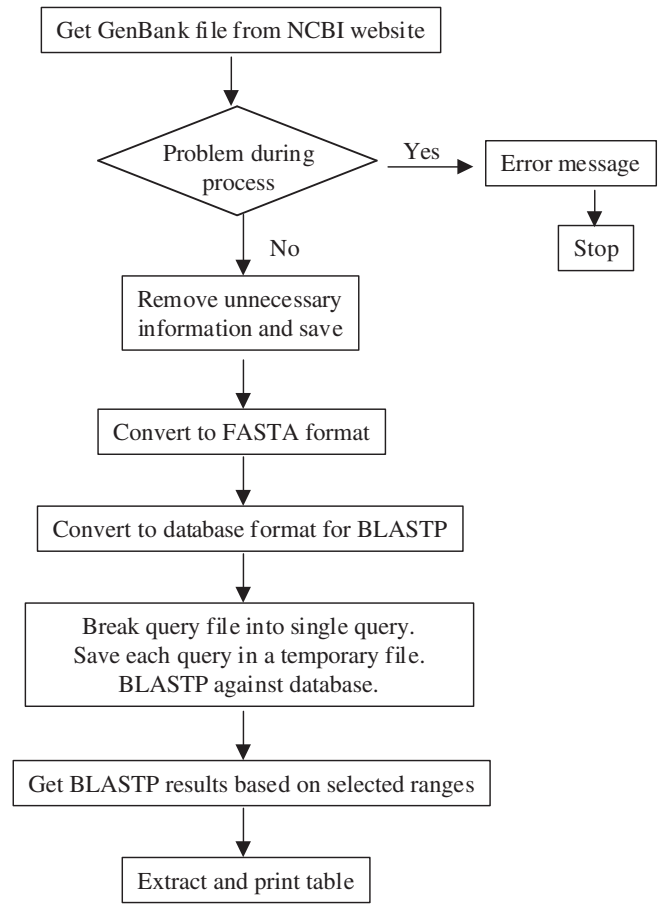 Get GenBank file from NCBI website
Problem during
process
Yes
Error message
Stop
No
Remove unnecessary
information and save
Convert to FASTA format
Convert to database format for BLASTP
Break query file into single query.
Save each query in a temporary file.
BLASTP against database.
Get BLASTP results based on selected ranges
Extract and print table